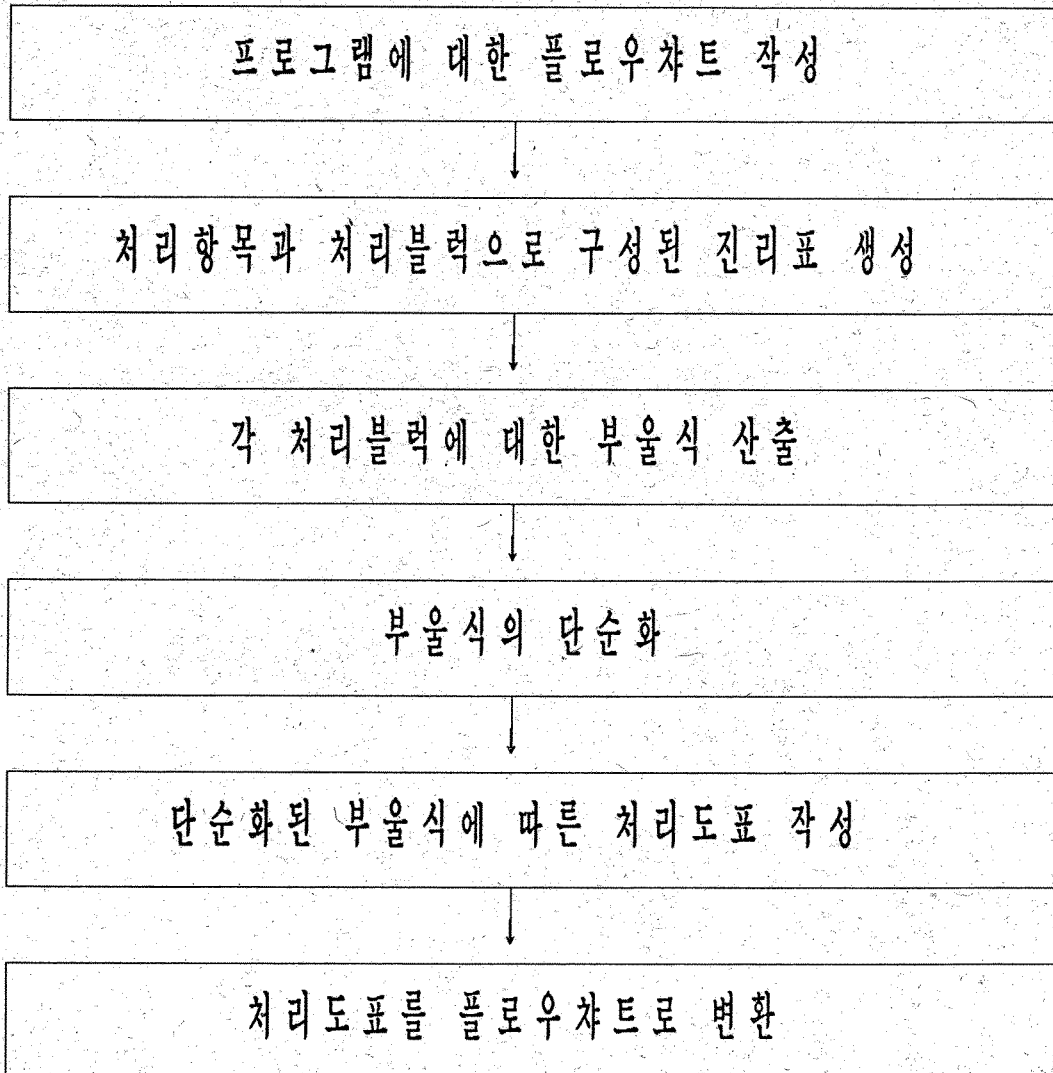 프로그램에 대한 플로우챠트 작성
처리항목과 처리블럭으로 구성된 진리표 생성
각 처리블럭에 대한 부울식 산출
부울식의 단순화
단순화된 부울식에 따른 처리도표 작성
처리도표를 플로우챠트로 변환